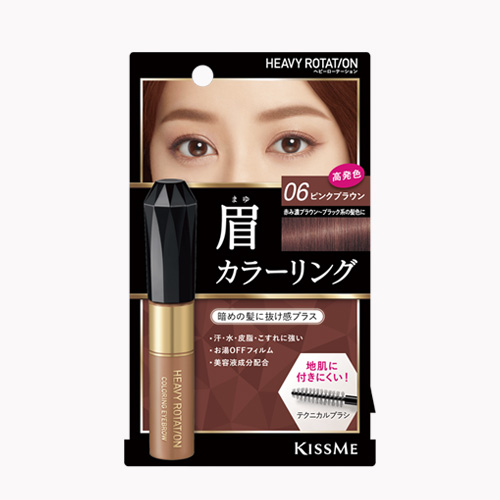 HEAVY ROTAT/ON
ヘビーローテーション
高発色
06 ピンクブラウン
赤み濃ブラウン～ブラック系の髪色に
まゆ
眉
カラーリング
暗めの髪に抜け感プラス
・汗・水・皮脂・こすれに強い
・お湯OFFフィルム
・美容液成分配合
地肌に
付きにくい!
テクニカルブラシ
HEAVY ROTAT/ON
COLORING EYEBROW
KISSME